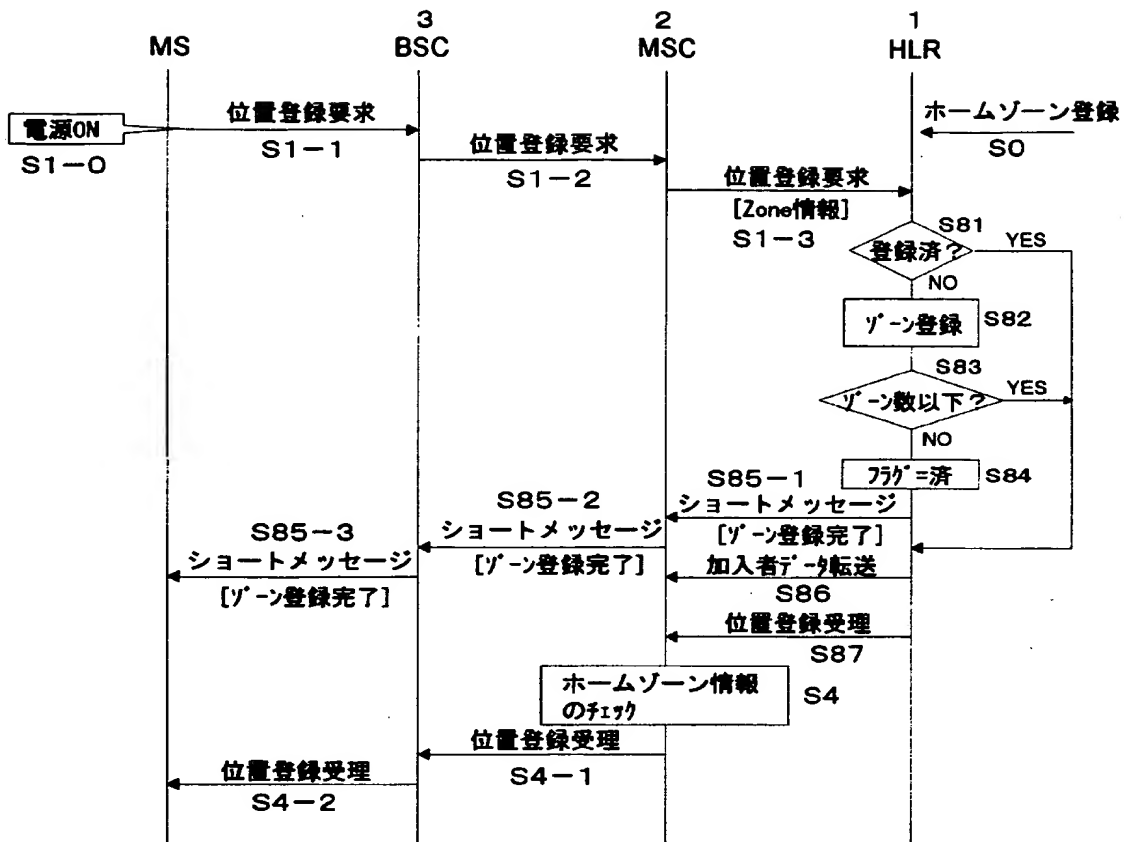 3
2
1
MS
BSC
MSC
HLR
電源ON
S1-0
位置登録要求
S1-1
位置登録要求
S1-2
ホームゾーン登録
S0
位置登録要求
[Zone情報]
S1-3
S81
登録済?
YES
NO
ゾーン登録
S82
S83
ゾーン数以下?
YES
NO
フラグ=済
S84
S85-1
ショートメッセージ
[ゾーン登録完了]
S85-2
ショートメッセージ
[ゾーン登録完了]
S85-3
ショートメッセージ
[ゾーン登録完了]
加入者データ転送
S86
位置登録受理
S87
ホームゾーン情報
のチェック
S4
位置登録受理
S4-1
位置登録受理
S4-2